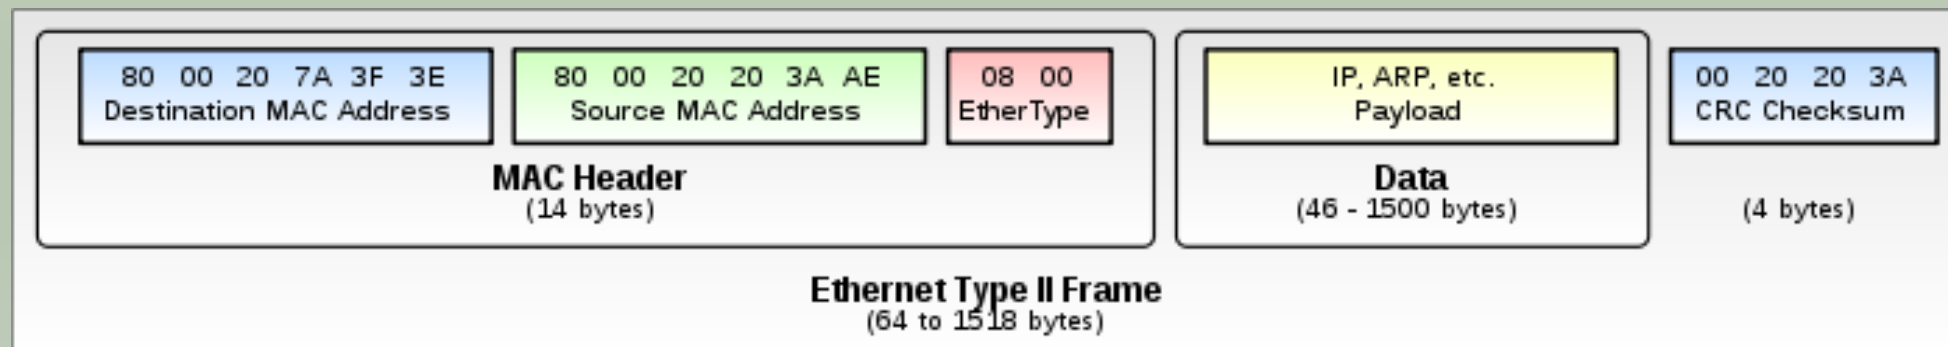 80 00 20 7A 3F 3E
Destination MAC Address
80 00 20 20 3A AE
Source MAC Address
08 00
EtherType
MAC Header
(14 bytes)
IP, ARP, etc.
Payload
Data
(46 - 1500 bytes)
00 20 20 3A
CRC Checksum
(4 bytes)
Ethernet Type II Frame
(64 to 1518 bytes)